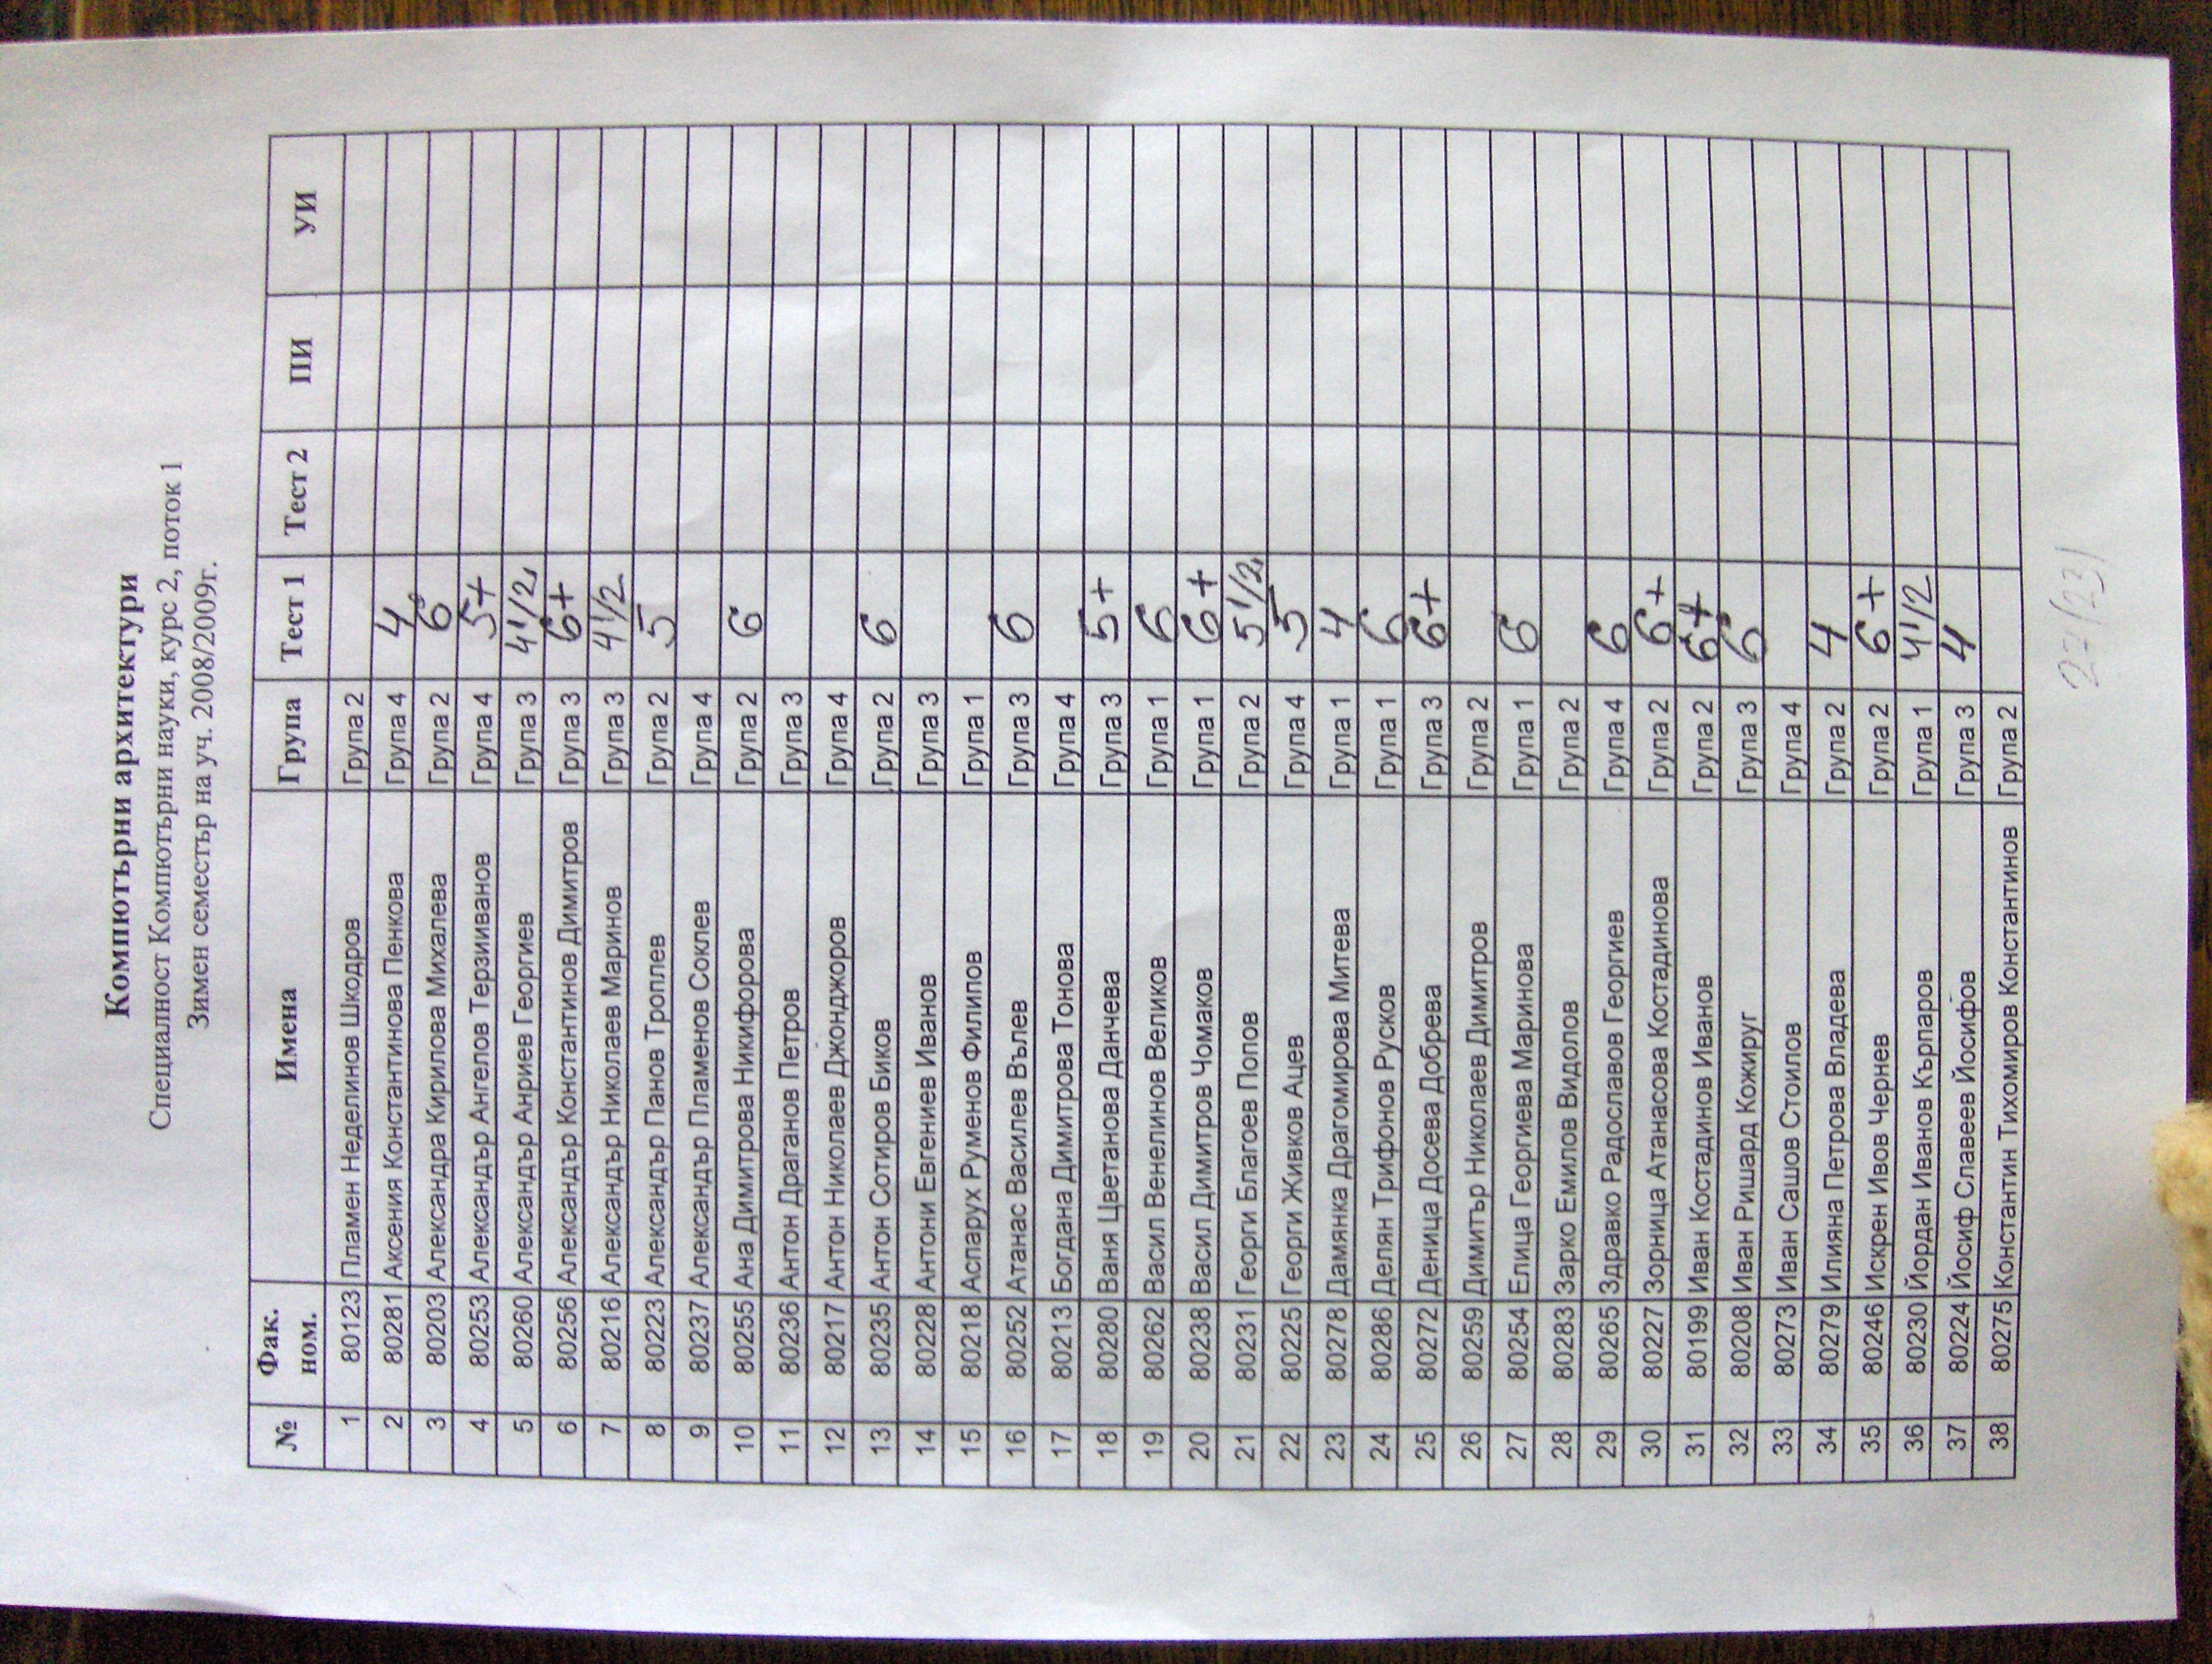 Компютърни архитектури
Специалност Компютърни науки, курс 2, поток 1
Зимен семестър на уч. 2008/2009г.
№ Фак. ном. Имена Група Тест 1 Тест 2 ПИ УИ
1 80123 Пламен Неделинов Шкодров Група 2
2 80281 Аксения Константинова Пенкова Група 4 4
3 80203 Александра Кирилова Михалева Група 2 6
4 80253 Александър Ангелов Терзииванов Група 4 5+
5 80260 Александър Анриев Георгиев Група 3 4 1/2
6 80256 Александър Константинов Димитров Група 3 6+
7 80216 Александър Николаев Маринов Група 3 4 1/2
8 80223 Александър Панов Троплев Група 2 5
9 80237 Александър Пламенов Соклев Група 4
10 80255 Ана Димитрова Никифорова Група 2 6
11 80236 Антон Драганов Петров Група 3
12 80217 Антон Николаев Джонджоров Група 4
13 80235 Антон Сотиров Биков Група 2 6
14 80228 Антони Евгениев Иванов Група 3
15 80218 Аспарух Руменов Филипов Група 1
16 80252 Атанас Василев Вълев Група 3 6
17 80213 Богдана Димитрова Тонова Група 4
18 80280 Ваня Цветанова Данчева Група 3 5+
19 80262 Васил Венелинов Великов Група 1 6
20 80238 Васил Димитров Чомаков Група 1 6+
21 80231 Георги Благоев Попов Група 2 5 1/2
22 80225 Георги Живков Ацев Група 4 5
23 80278 Дамянка Драгомирова Митева Група 1 4
24 80286 Делян Трифонов Русков Група 1 6
25 80272 Деница Досева Добрева Група 3 6+
26 80259 Димитър Николаев Димитров Група 2
27 80254 Елица Георгиева Маринова Група 1 6
28 80283 Зарко Емилов Видолов Група 2
29 80265 Здравко Радославов Георгиев Група 4 6
30 80227 Зорница Атанасова Костадинова Група 2 6+
31 80199 Иван Костадинов Иванов Група 2 6+
32 80208 Иван Ришард Кожируг Група 3 6
33 80273 Иван Сашов Стоилов Група 4
34 80279 Илияна Петрова Владева Група 2 4
35 80246 Искрен Ивов Чернев Група 2 6+
36 80230 Йордан Иванов Кърпаров Група 1 4 1/2
37 80224 Йосиф Славеев Йосифов Група 3 4
38 80275 Константин Тихомиров Константинов Група 2